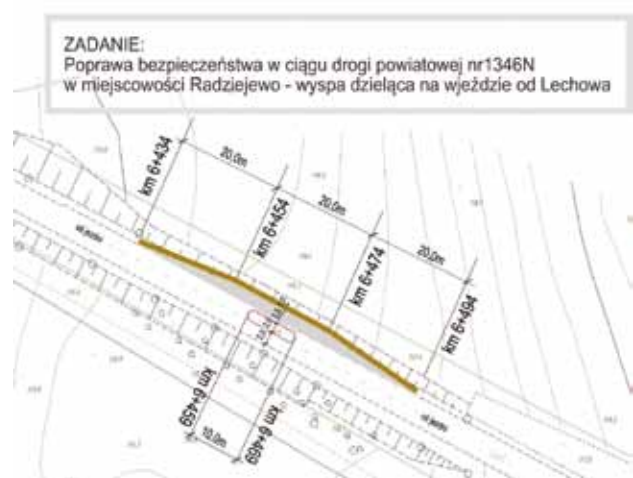 ZADANIE:
Poprawa bezpieczeństwa w ciągu drogi powiatowej nr1346N
w miejscowości Radziejewo - wyspa dzieląca na wjeździe od Lechowa
km 6+434
20,0m
km 6+454
20,0m
km 6+474
20,0m
km 6+494
km 6+459
10,0m
km 6+469